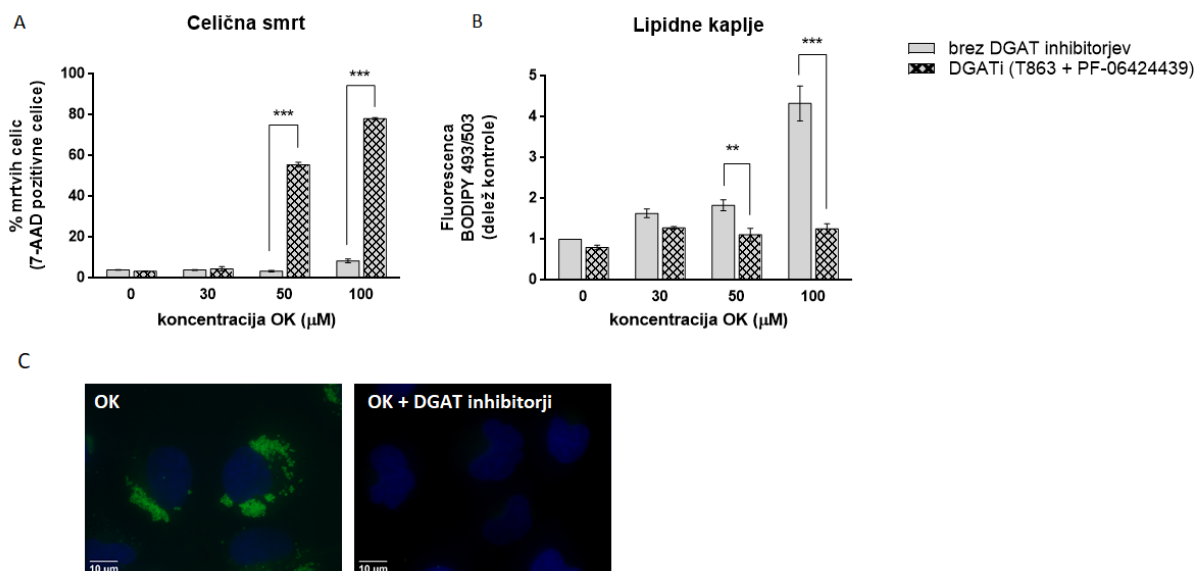 A
Celična smrt
% mrtvih celic
(7-AAD pozitivne celice)
100
80
60
40
20
0
***
***
0 30 50 100
koncentracija OK (μM)
B
Lipidne kaplje
Fluorescenca
BODIPY 493/503
(delež kontrole)
5
4
3
2
1
0
**
***
0 30 50 100
koncentracija OK (μM)
brez DGAT inhibitorjev
DGATi (T863 + PF-06424439)
C
OK
10 μm
OK + DGAT inhibitorji
10 μm